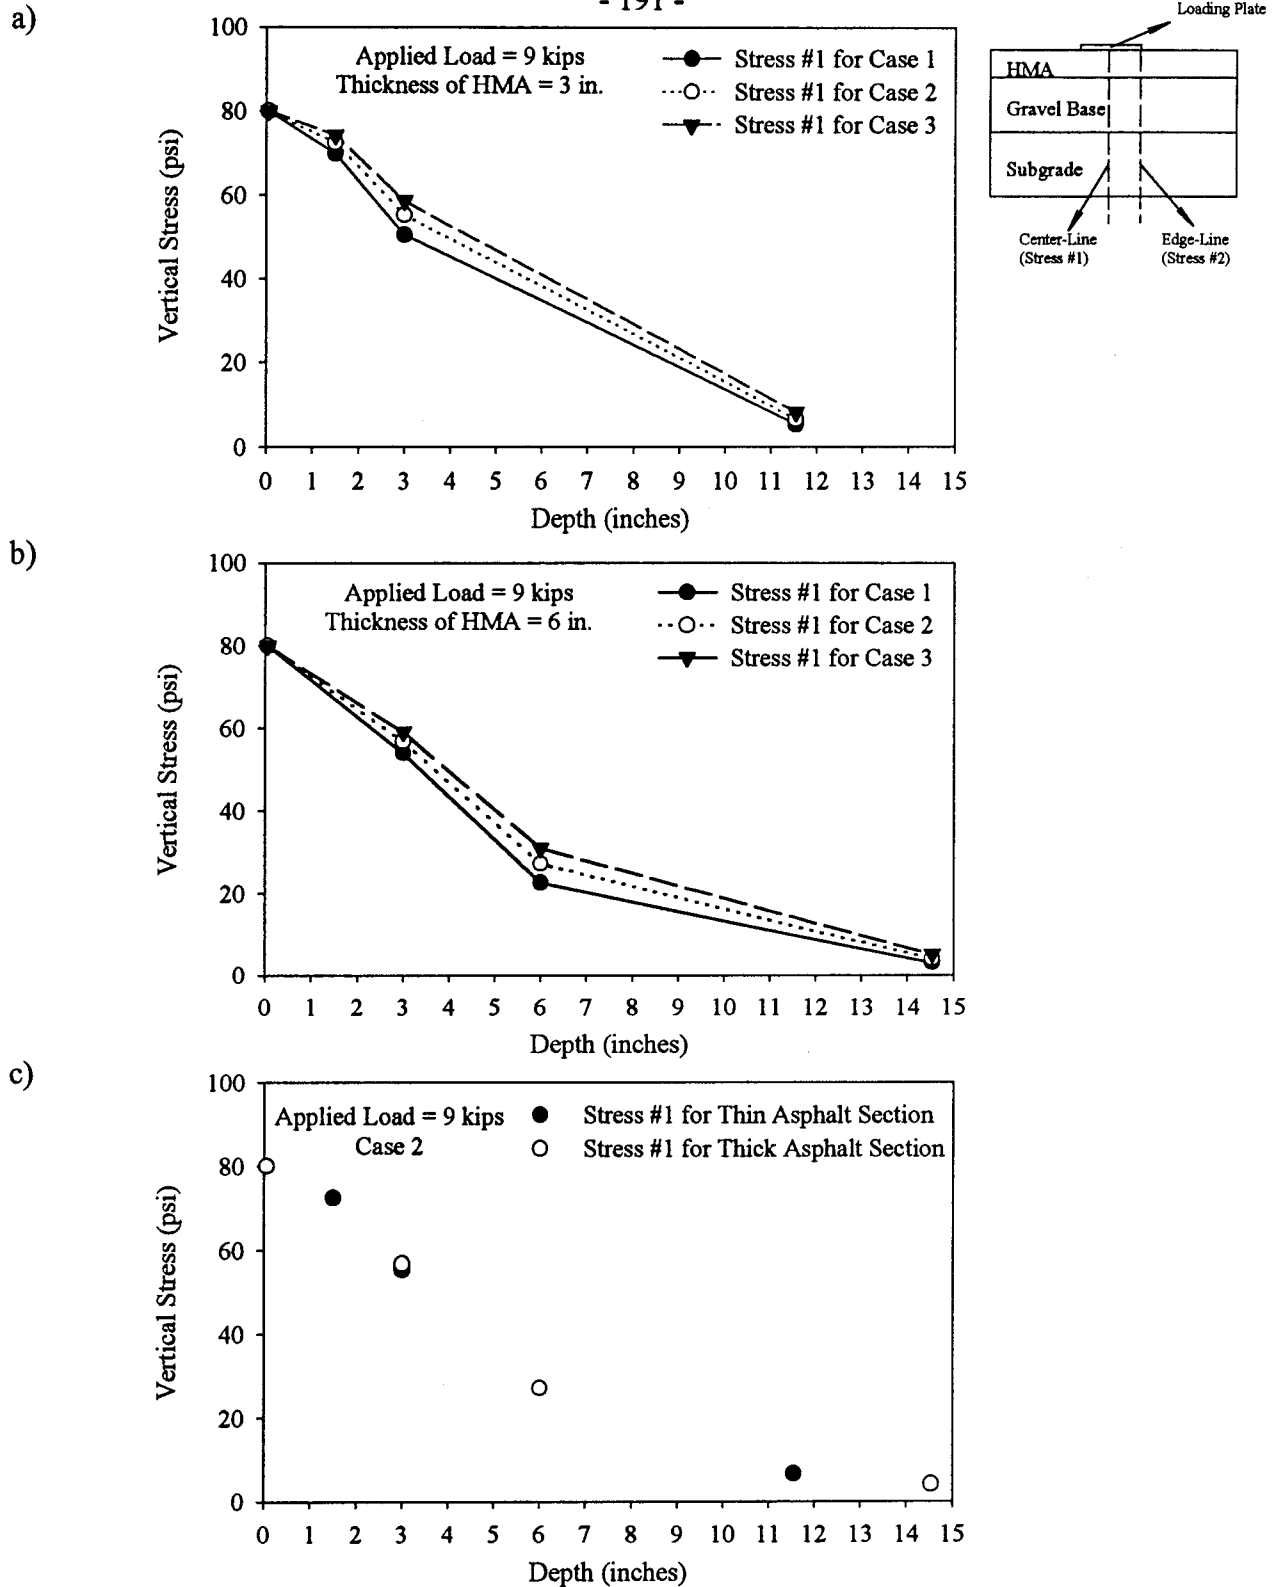 - 191 -
a)
100
80
60
40
20
0
Vertical Stress (psi)
Applied Load = 9 kips
Thickness of HMA = 3 in.
Stress #1 for Case 1
Stress #1 for Case 2
Stress #1 for Case 3
0 1 2 3 4 5 6 7 8 9 10 11 12 13 14 15
Depth (inches)
Loading Plate
HMA
Gravel Base
Subgrade
Center-Line
(Stress #1)
Edge-Line
(Stress #2)
b)
100
80
60
40
20
0
Vertical Stress (psi)
Applied Load = 9 kips
Thickness of HMA = 6 in.
Stress #1 for Case 1
Stress #1 for Case 2
Stress #1 for Case 3
0 1 2 3 4 5 6 7 8 9 10 11 12 13 14 15
Depth (inches)
c)
100
80
60
40
20
0
Vertical Stress (psi)
Applied Load = 9 kips
Case 2
Stress #1 for Thin Asphalt Section
Stress #1 for Thick Asphalt Section
0 1 2 3 4 5 6 7 8 9 10 11 12 13 14 15
Depth (inches)